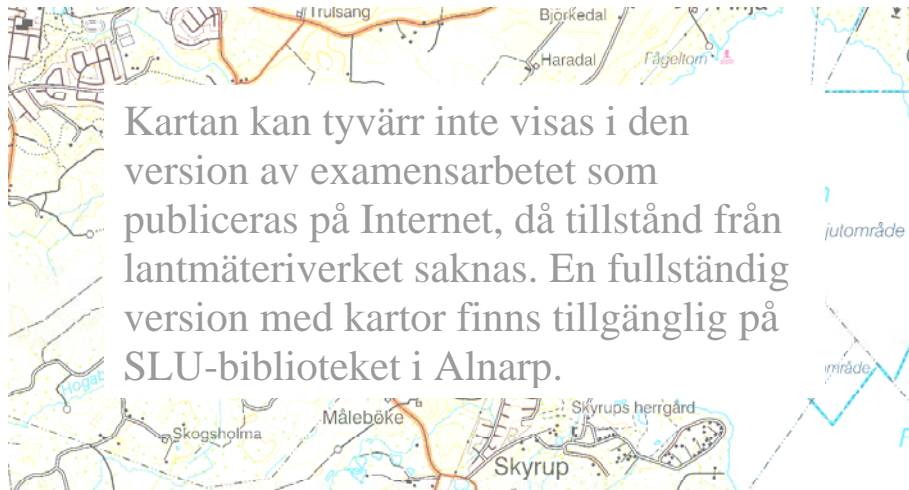 Trulsang
Björkedal
Haradal
Fågeltorn
Kartan kan tyvärr inte visas i den
version av examensarbetet som
publiceras på Internet, då tillstånd från
lantmäteriverket saknas. En fullständig
version med kartor finns tillgänglig på
SLU-biblioteket i Alnarp.
jutområde
område
Måleböke
Skyrups herrgård
Skogsholma
Skyrup